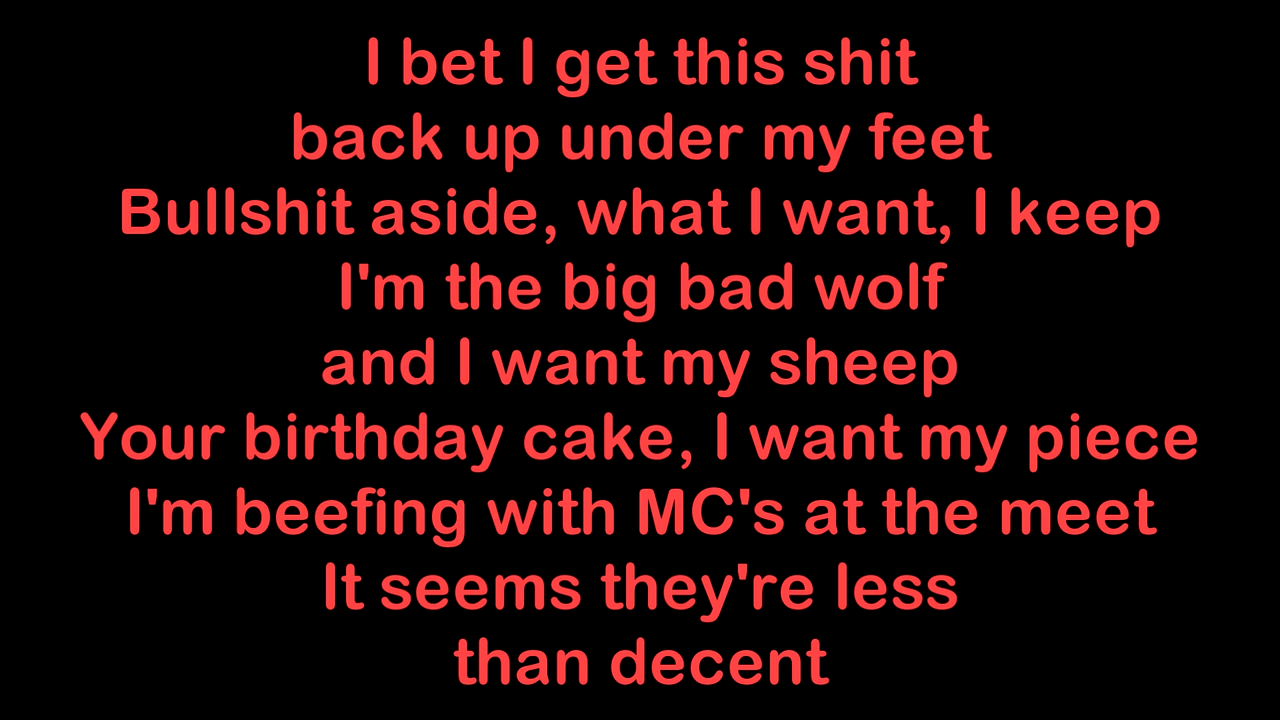 I bet I get this shit
back up under my feet
Bullshit aside, what I want, I keep
I'm the big bad wolf
and I want my sheep
Your birthday cake, I want my piece
I'm beefing with MC's at the meet
It seems they're less
than decent